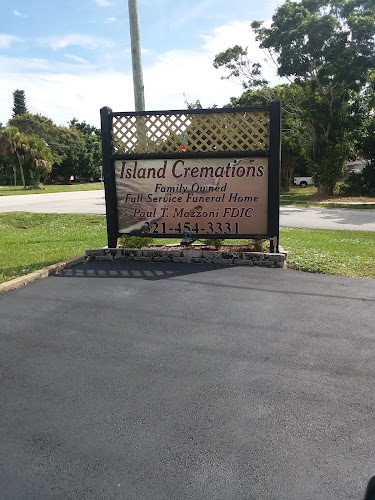 Island Cremations
Family Owned
Full Service Funeral Home
Paul T. Mazzoni FDIC
321-454-3331